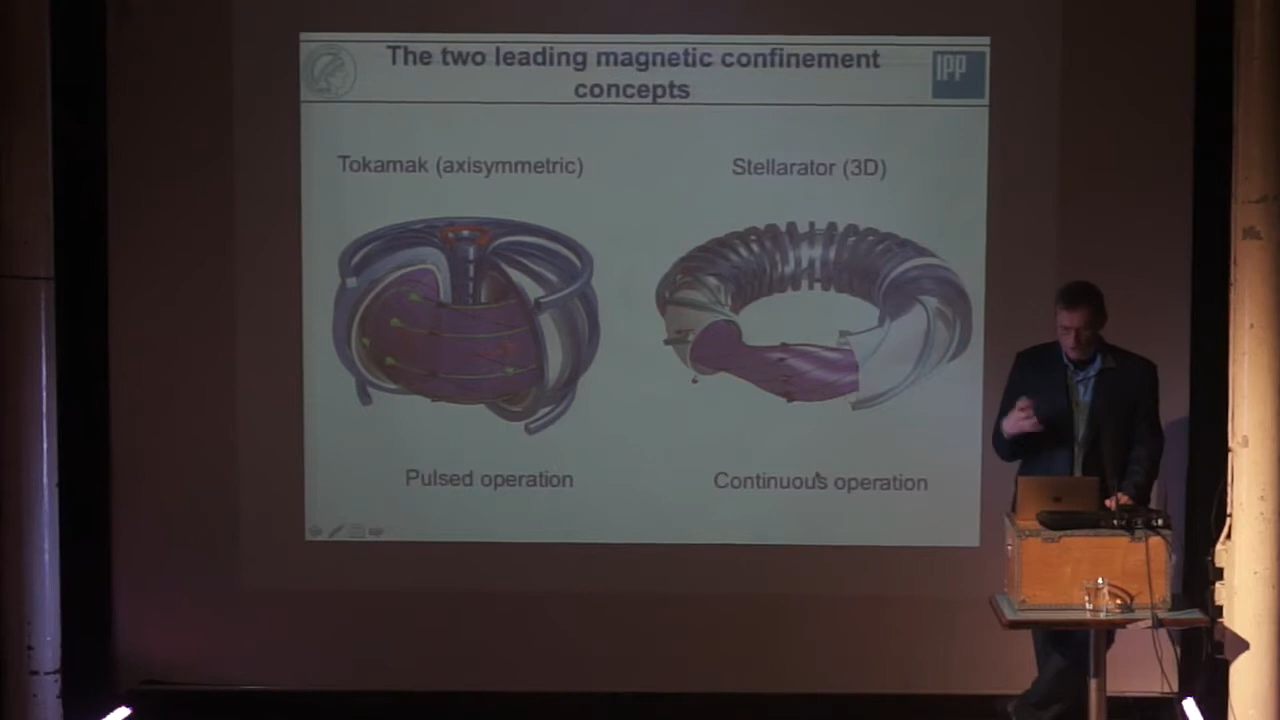 The two leading magnetic confinement
concepts
IPP
Tokamak (axisymmetric)
Stellarator (3D)
Pulsed operation
Continuous operation